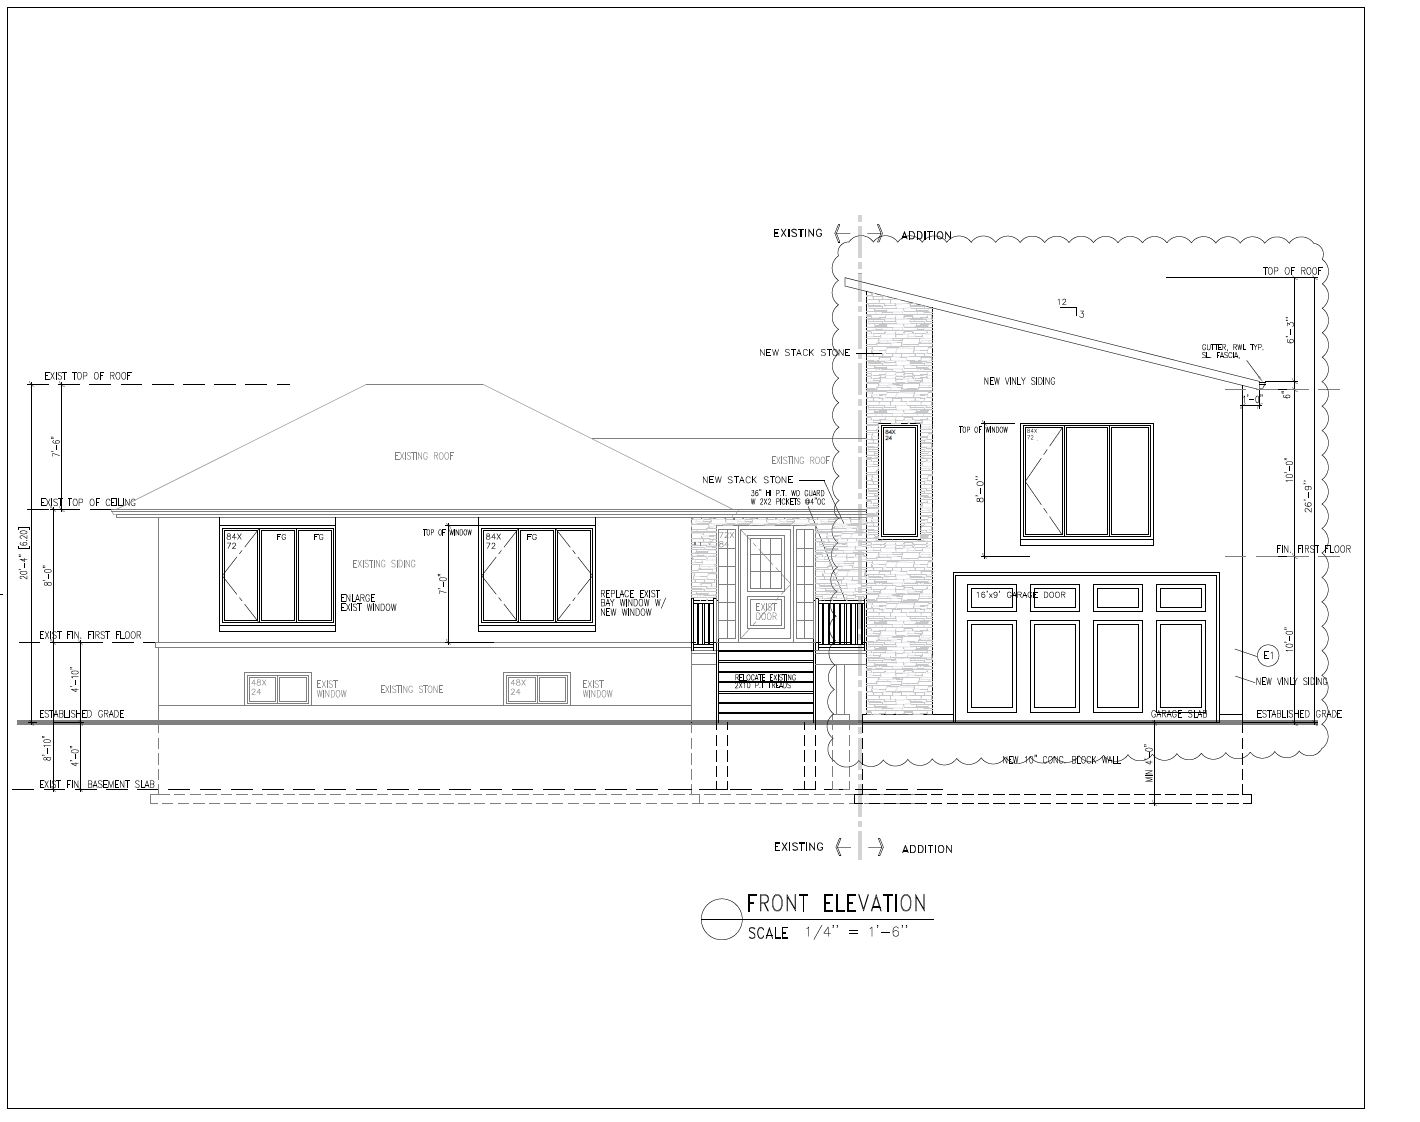 EXISTING
ADDITION
TOP OF ROOF
12
3
6'-3"
GUTTER, RWL TYP.
SIL. FASCIA,
NEW STACK STONE
NEW VINLY SIDING
6"
1'-0"
EXIST TOP OF ROOF
7'-6"
EXISTING ROOF
EXISTING ROOF
TOP OF WINDOW
84X
24
84X
72
8'-0"
10'-0"
26'-9"
NEW STACK STONE
36" HI P.T. WD GUARD
W 2X2 PICKETS @4"OC
EXIST TOP OF CEILING
20'-4" [6.20]
8'-0"
84X
72
FG
FG
EXISTING SIDING
ENLARGE
EXIST WINDOW
TOP OF WINDOW
7'-0"
84X
72
FG
REPLACE EXIST
BAY WINDOW W/
NEW WINDOW
72X
84
EXIST
DOOR
FIN. FIRST FLOOR
16'x9' GARAGE DOOR
10'-0"
E1
NEW VINLY SIDING
EXIST FIN. FIRST FLOOR
4'-10"
48X
24
EXIST
WINDOW
EXISTING STONE
48X
24
EXIST
WINDOW
RELOCATE EXISTING
2X10 P.T TREADS
ESTABLISHED GRADE
GARAGE SLAB
ESTABLISHED GRADE
8'-10"
4'-0"
NEW 10" CONC. BLOCK WALL
MIN 4'-0"
EXIST FIN. BASEMENT SLAB
EXISTING
ADDITION
FRONT ELEVATION
SCALE 1/4" = 1'-6"